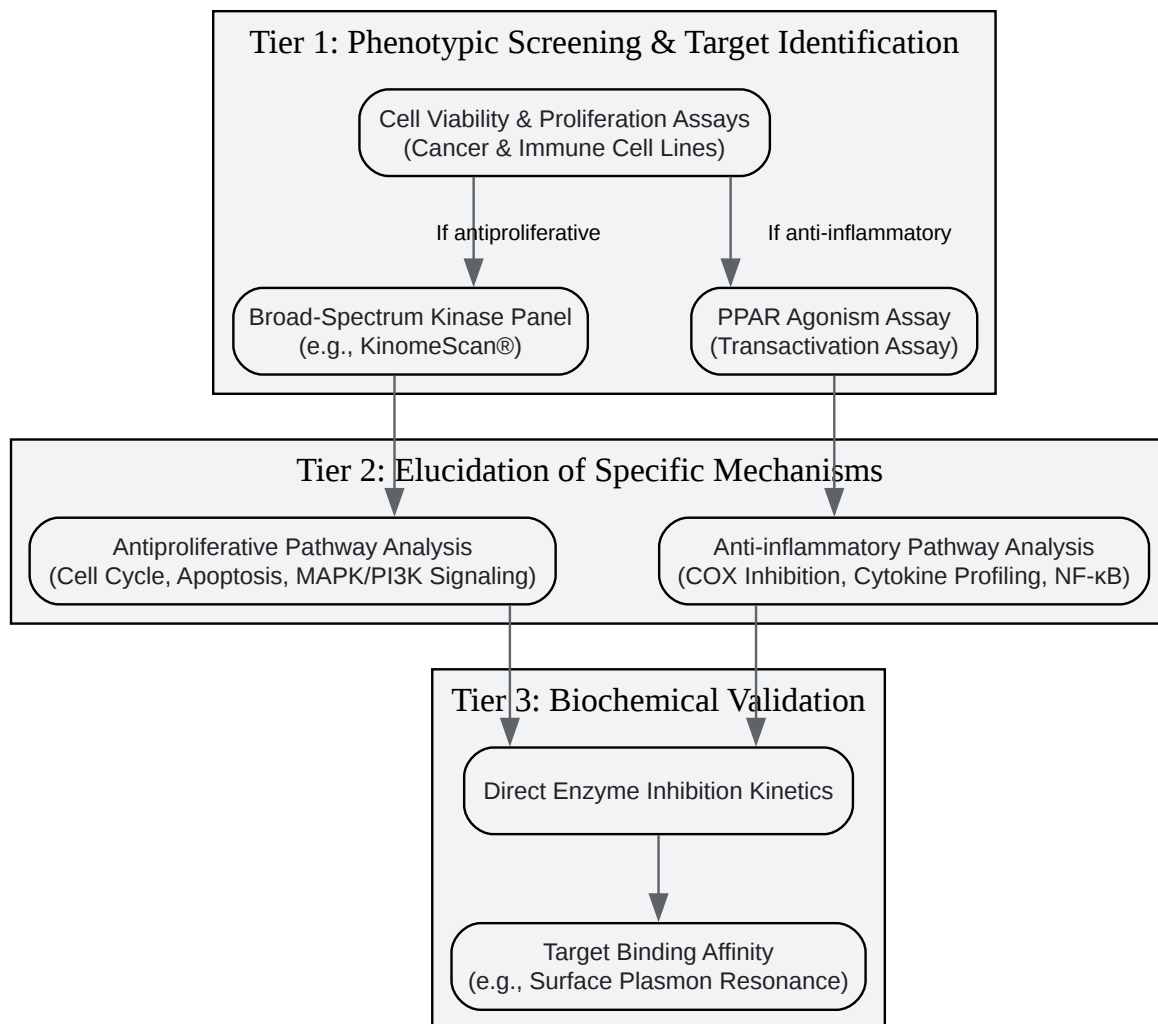 Tier 1: Phenotypic Screening & Target Identification
Cell Viability & Proliferation Assays
(Cancer & Immune Cell Lines)
If antiproliferative
If anti-inflammatory
Broad-Spectrum Kinase Panel
(e.g., KinomeScan®)
PPAR Agonism Assay
(Transactivation Assay)
Tier 2: Elucidation of Specific Mechanisms
Antiproliferative Pathway Analysis
(Cell Cycle, Apoptosis, MAPK/PI3K Signaling)
Anti-inflammatory Pathway Analysis
(COX Inhibition, Cytokine Profiling, NF-κB)
Tier 3: Biochemical Validation
Direct Enzyme Inhibition Kinetics
Target Binding Affinity
(e.g., Surface Plasmon Resonance)